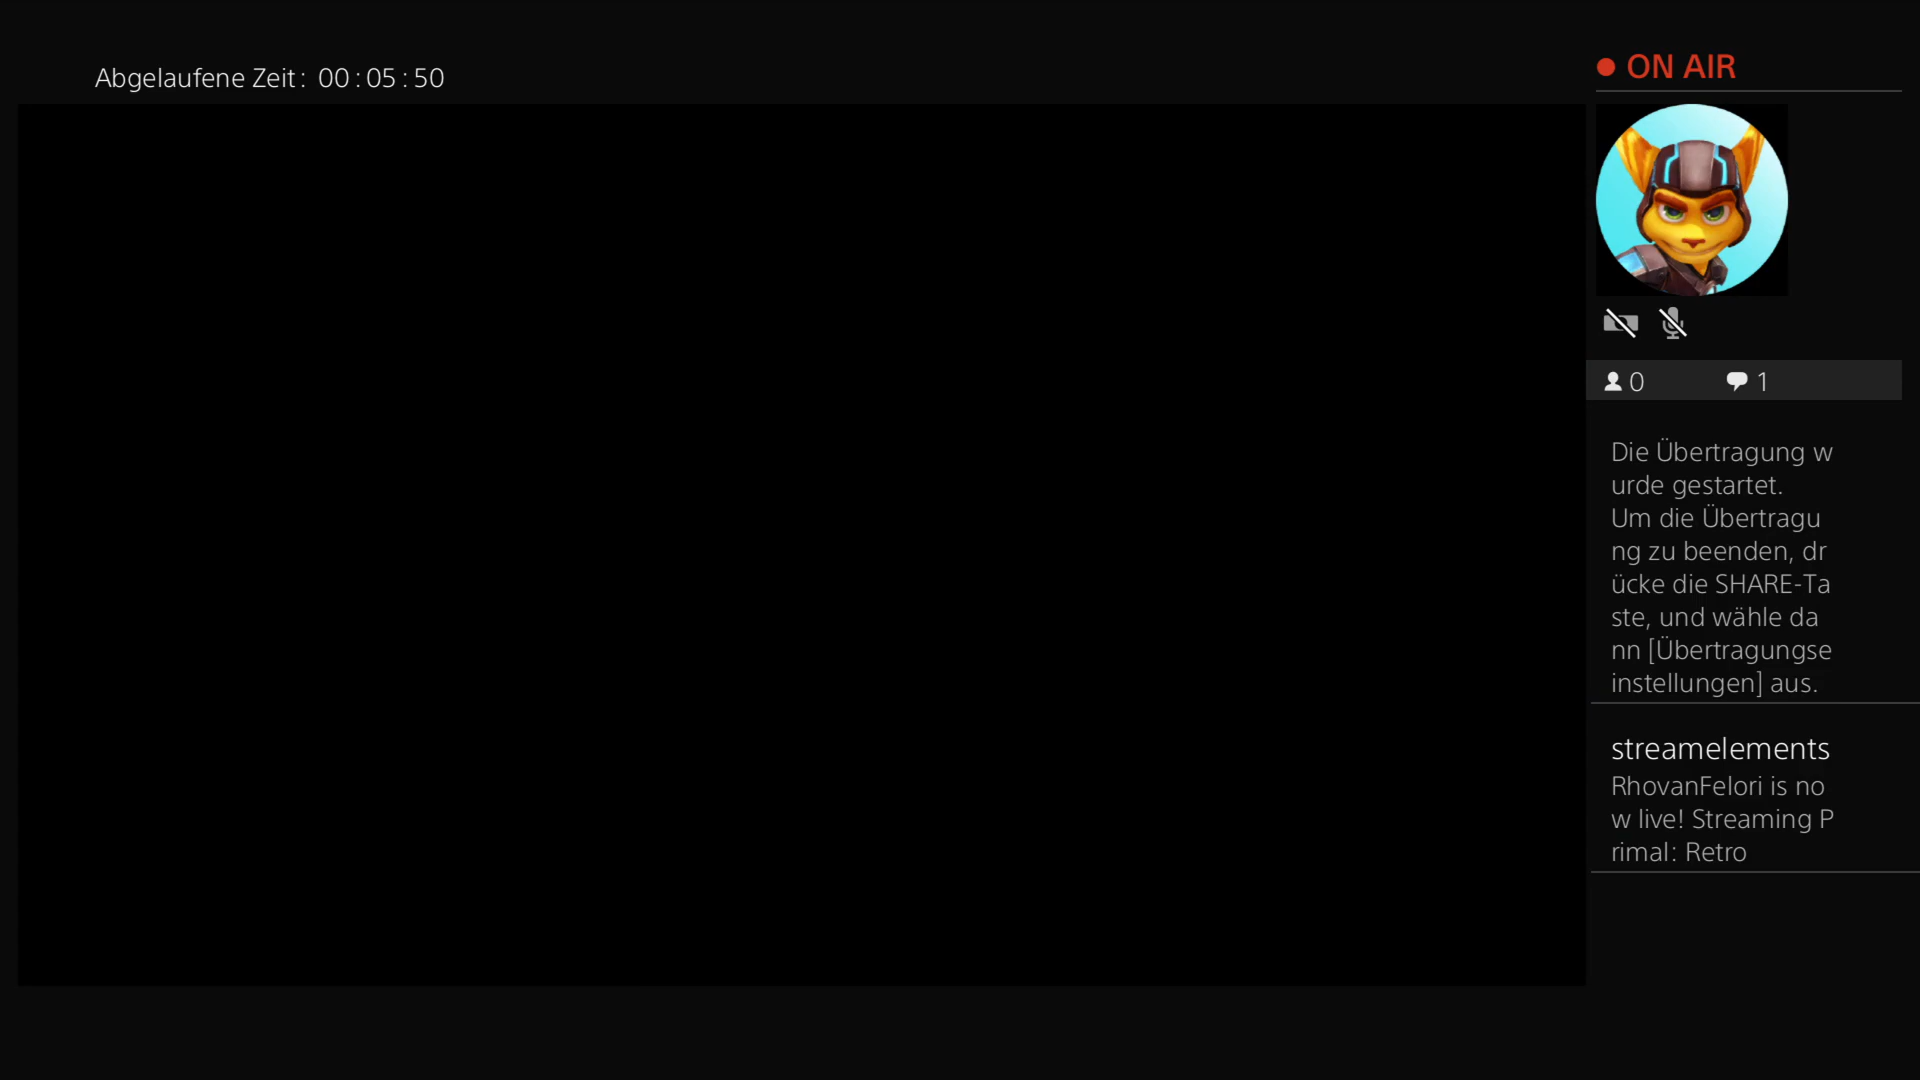 Abgelaufene Zeit: 00:05:50
ON AIR
0 1
Die Übertragung w
urde gestartet.
Um die Übertragu
ng zu beenden, dr
ücke die SHARE-Ta
ste, und wähle da
nn [Übertragungse
instellungen] aus.
streamelements
RhovanFelori is no
w live! Streaming P
rimal: Retro